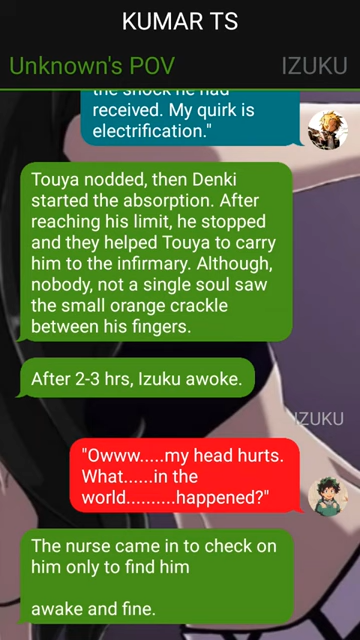 KUMAR TS
Unknown's POV
IZUKU
the shock he had
received. My quirk is
electrification."
Touya nodded, then Denki
started the absorption. After
reaching his limit, he stopped
and they helped Touya to carry
him to the infirmary. Although,
nobody, not a single soul saw
the small orange crackle
between his fingers.
After 2-3 hrs, Izuku awoke.
IZUKU
"Owww.....my head hurts.
What......in the
world..........happened?"
The nurse came in to check on
him only to find him
awake and fine.